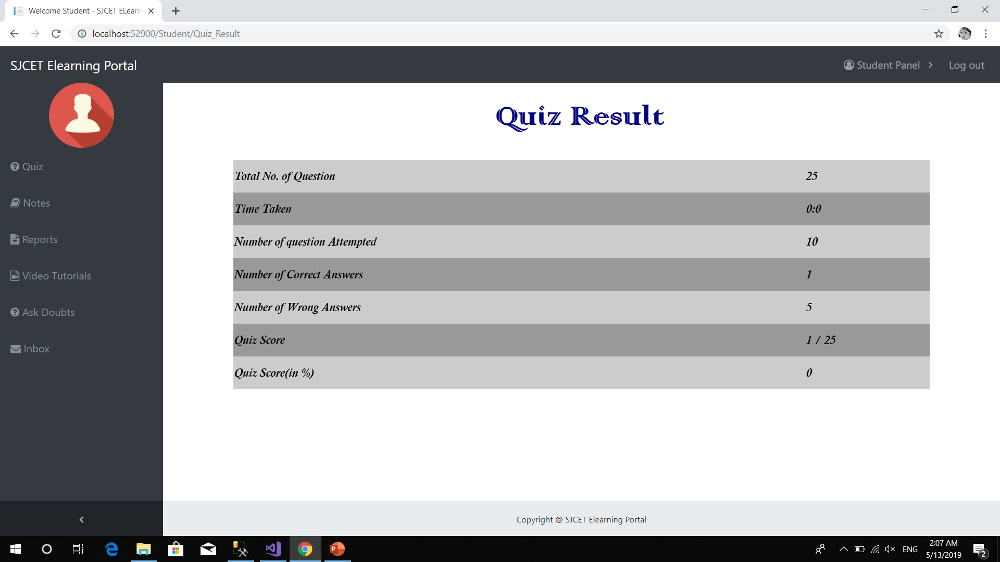 Welcome Student - SJCET ELearn
localhost:52900/Student/Quiz_Result
SJCET Elearning Portal
Student Panel
Log out
Quiz
Notes
Reports
Video Tutorials
Ask Doubts
Inbox
Quiz Result
Total No. of Question 25
Time Taken 0:0
Number of question Attempted 10
Number of Correct Answers 1
Number of Wrong Answers 5
Quiz Score 1 / 25
Quiz Score(in %) 0
Copyright @ SJCET Elearning Portal
ENG
2:07 AM
5/13/2019
2